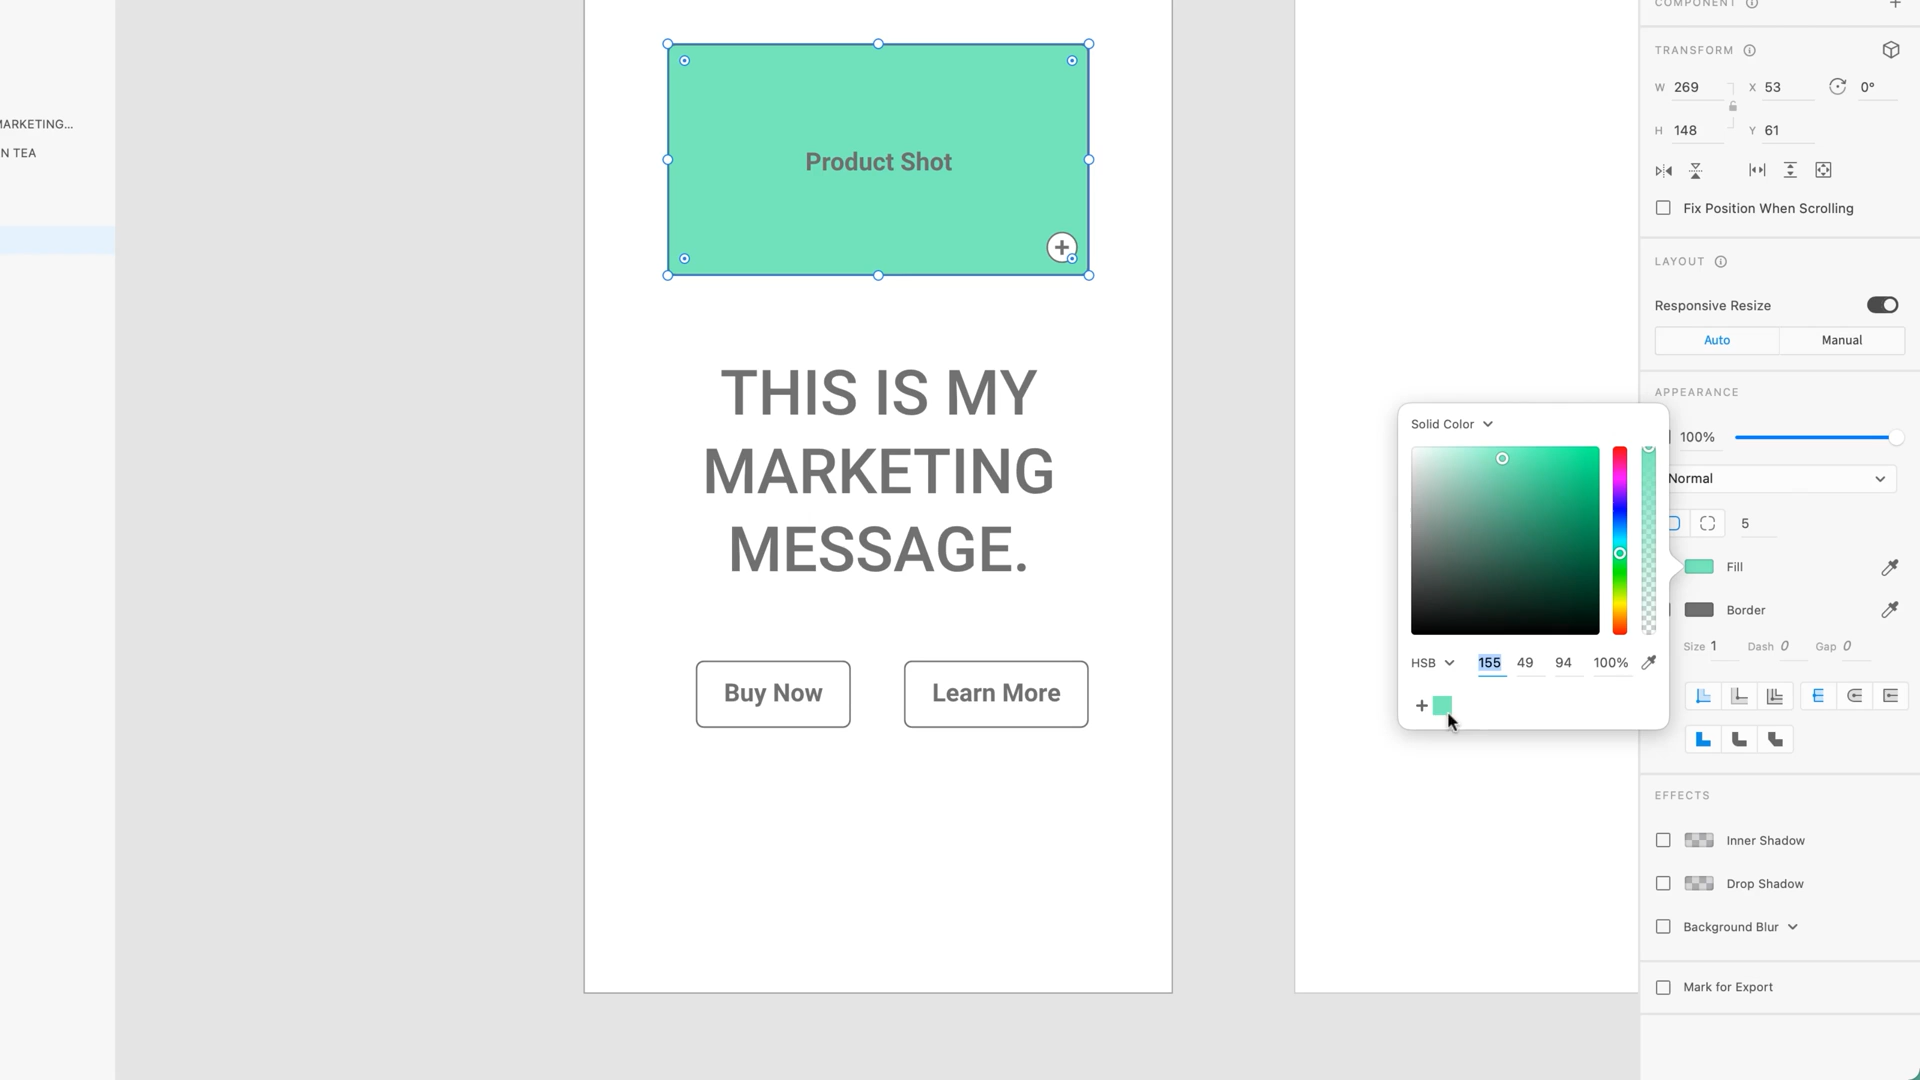 MARKETING...
N TEA
Product Shot
THIS IS MY
MARKETING
MESSAGE.
Buy Now
Learn More
Solid Color
HSB 155 49 94 100%
COMPONENT
TRANSFORM
W 269 X 53 0°
H 148 Y 61
Fix Position When Scrolling
LAYOUT
Responsive Resize
Auto Manual
APPEARANCE
100%
Normal
5
Fill
Border
Size 1 Dash 0 Gap 0
EFFECTS
Inner Shadow
Drop Shadow
Background Blur
Mark for Export